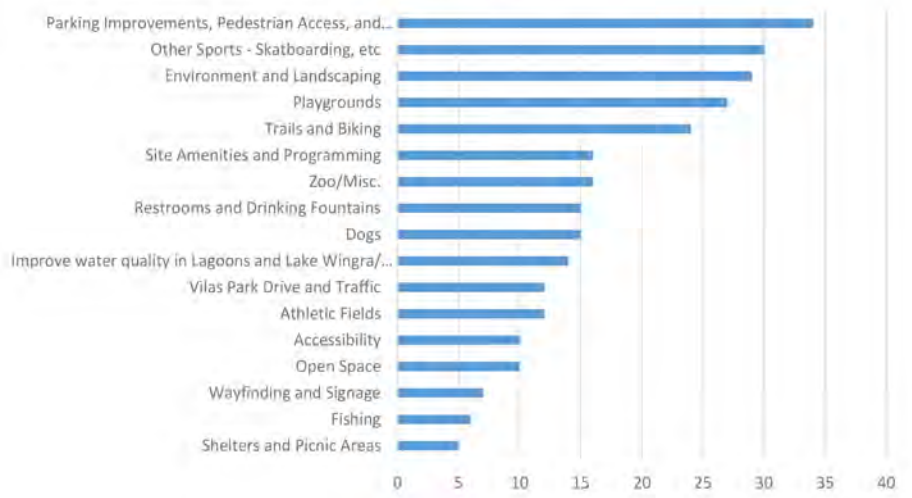 Parking Improvements, Pedestrian Access, and...
Other Sports - Skatboarding, etc
Environment and Landscaping
Playgrounds
Trails and Biking
Site Amenities and Programming
Zoo/Misc.
Restrooms and Drinking Fountains
Dogs
Improve water quality in Lagoons and Lake Wingra/...
Vilas Park Drive and Traffic
Athletic Fields
Accessibility
Open Space
Wayfinding and Signage
Fishing
Shelters and Picnic Areas
0 5 10 15 20 25 30 35 40